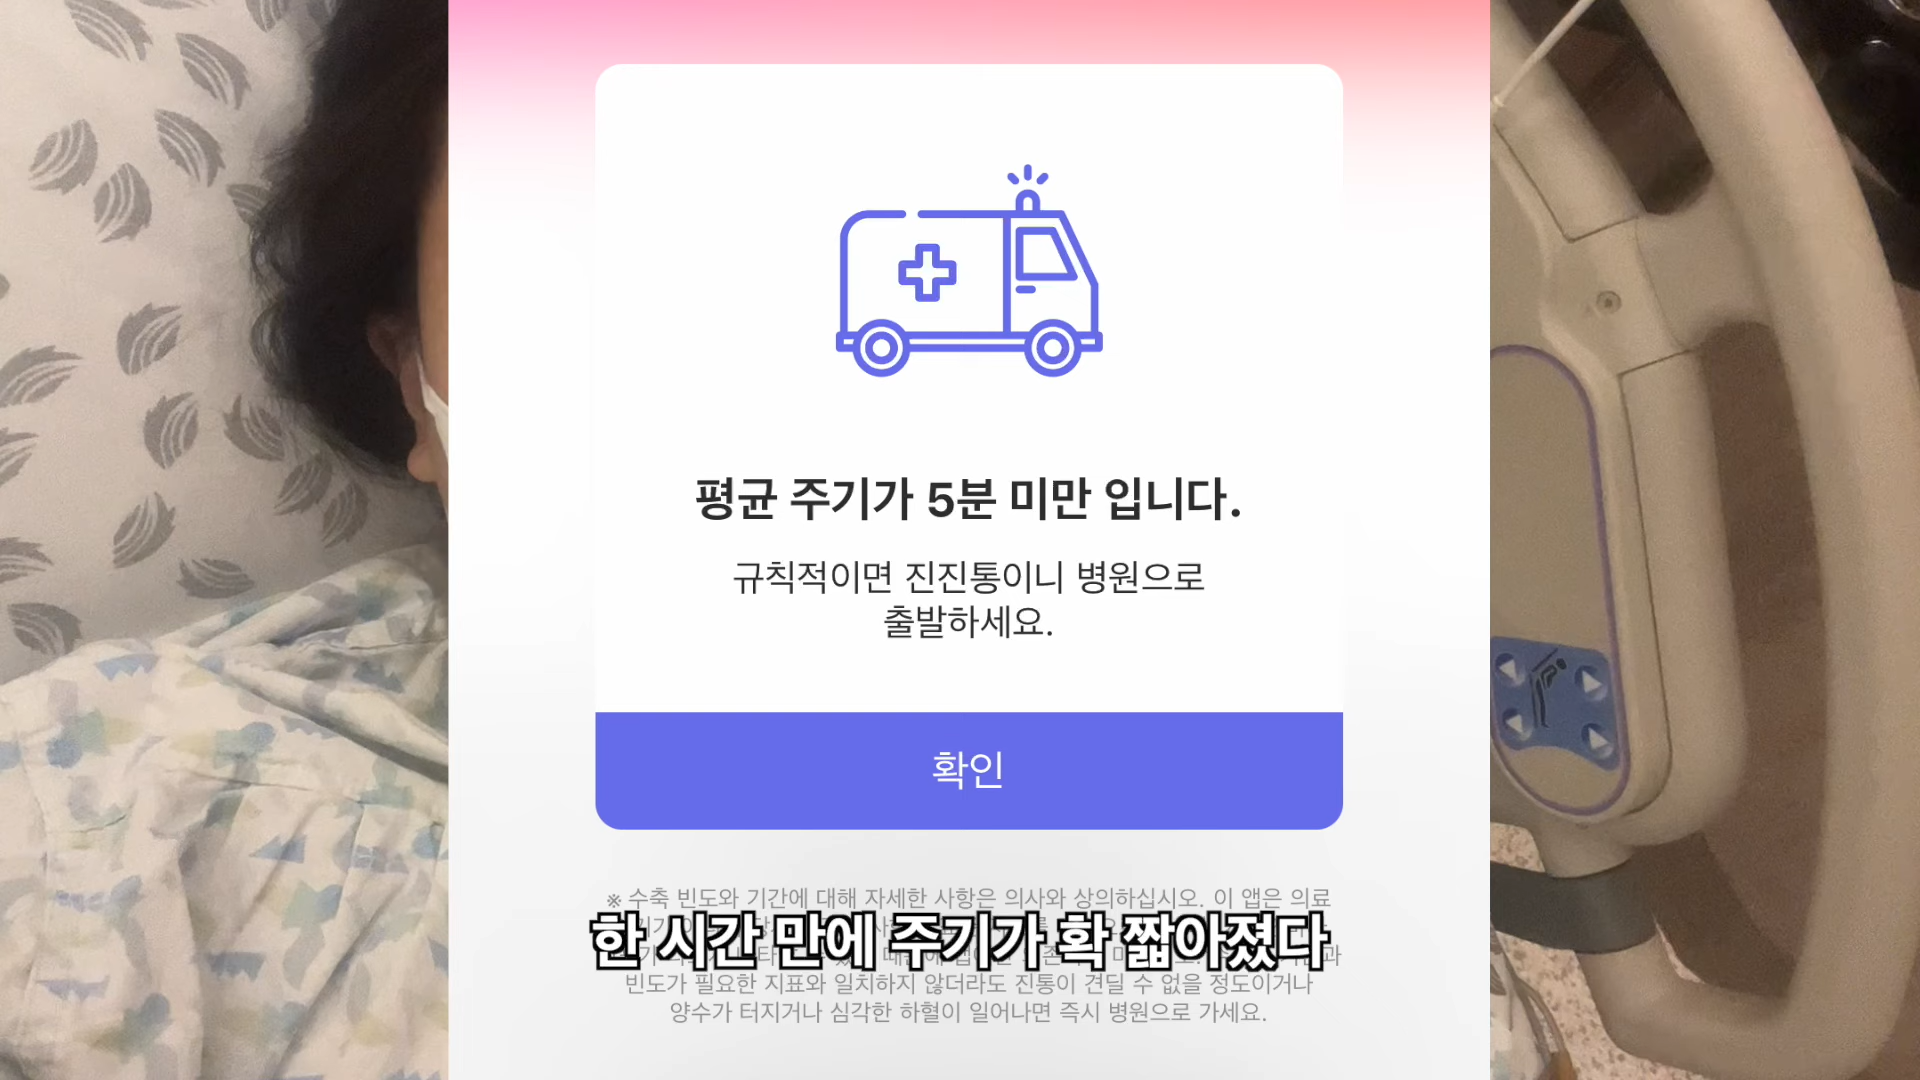 평균 주기가 5분 미만 입니다.
규칙적이면 진진통이니 병원으로
출발하세요.
확인
※ 수축 빈도와 기간에 대해 자세한 사항은 의사와 상의하십시오. 이 앱은 의료
한 시간 만에 주기가 확 짧아졌다
빈도가 필요한 지표와 일치하지 않더라도 진통이 견딜 수 없을 정도이거나
양수가 터지거나 심각한 하혈이 일어나면 즉시 병원으로 가세요.